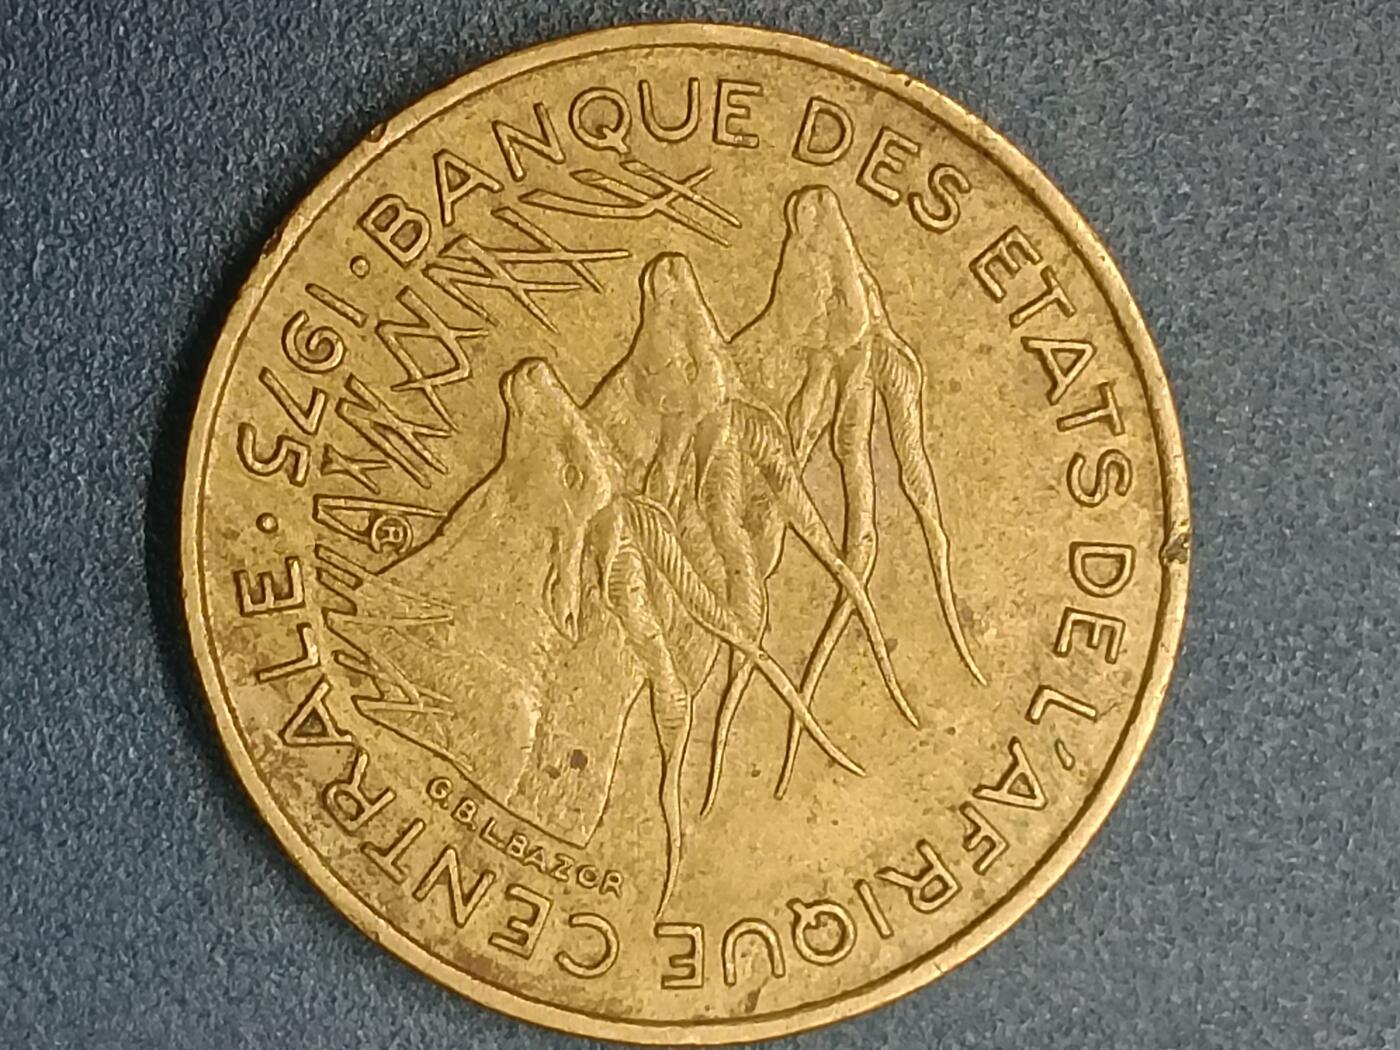 BANQUE DES ETATS DE L'AFRIQUE CENTRALE · 1975 ·
G.B.L.BAZOR